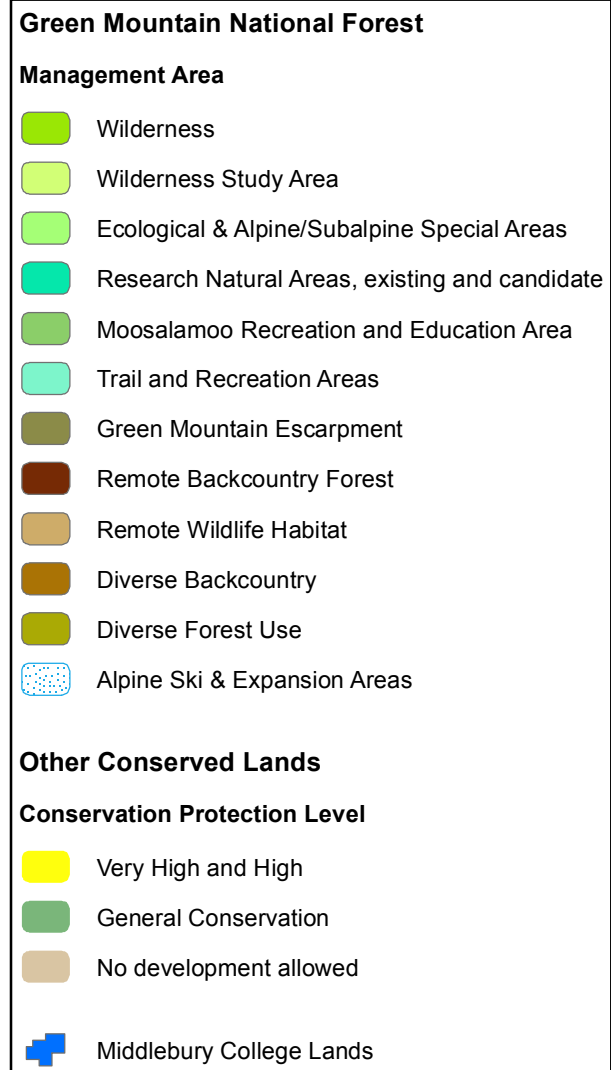 Green Mountain National Forest
Management Area
Wilderness
Wilderness Study Area
Ecological & Alpine/Subalpine Special Areas
Research Natural Areas, existing and candidate
Moosalamoo Recreation and Education Area
Trail and Recreation Areas
Green Mountain Escarpment
Remote Backcountry Forest
Remote Wildlife Habitat
Diverse Backcountry
Diverse Forest Use
Alpine Ski & Expansion Areas
Other Conserved Lands
Conservation Protection Level
Very High and High
General Conservation
No development allowed
Middlebury College Lands